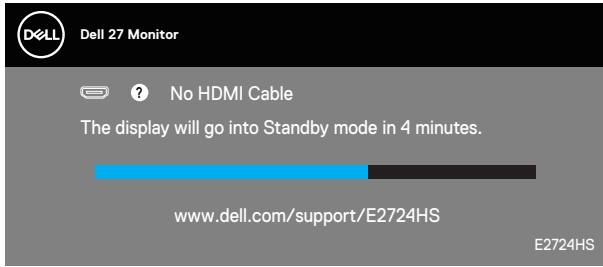 DELL
Dell 27 Monitor
? No HDMI Cable
The display will go into Standby mode in 4 minutes.
www.dell.com/support/E2724HS
E2724HS